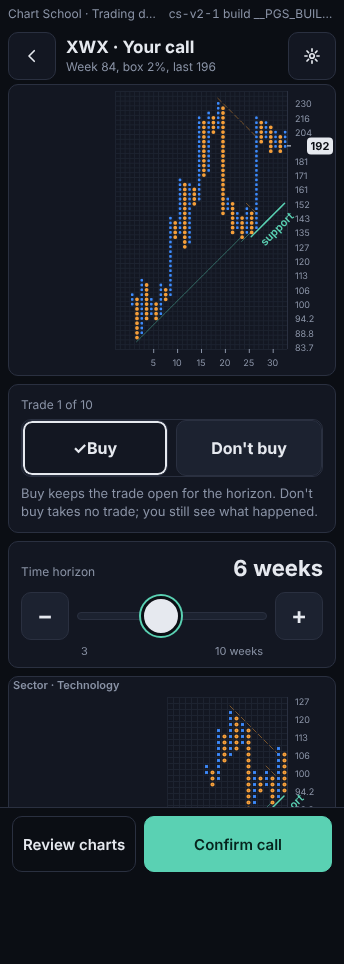 Chart School · Trading d... cs-v2-1 build __PGS_BUIL...
XWX · Your call
Week 84, box 2%, last 196
230
216
204
192
181
171
161
152
143
135
127
120
113
106
100
94.2
88.8
83.7
support
5 10 15 20 25 30
Trade 1 of 10
✓Buy
Don't buy
Buy keeps the trade open for the horizon. Don't
buy takes no trade; you still see what happened.
Time horizon
6 weeks
−
+
3
10 weeks
Sector · Technology
127
120
113
106
100
94.2
Review charts
Confirm call